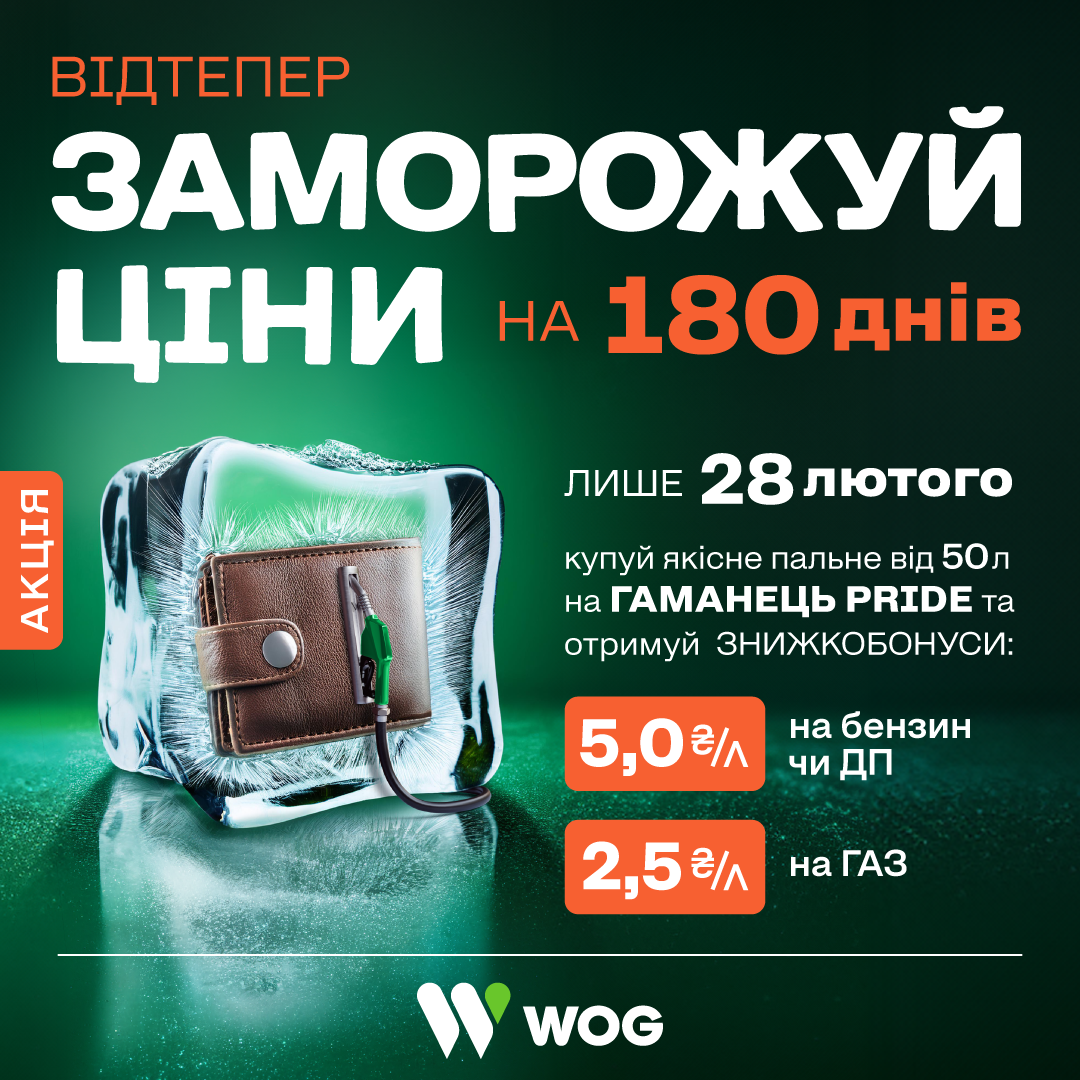 ВІДТЕПЕР
ЗАМОРОЖУЙ
ЦІНИ НА 180 днів
АКЦІЯ
ЛИШЕ 28 лютого
купуй якісне пальне від 50 л
на ГАМАНЕЦЬ PRIDE та
отримуй ЗНИЖКОБОНУСИ:
5,0 ₴/л на бензин
чи ДП
2,5 ₴/л на ГАЗ
WOG